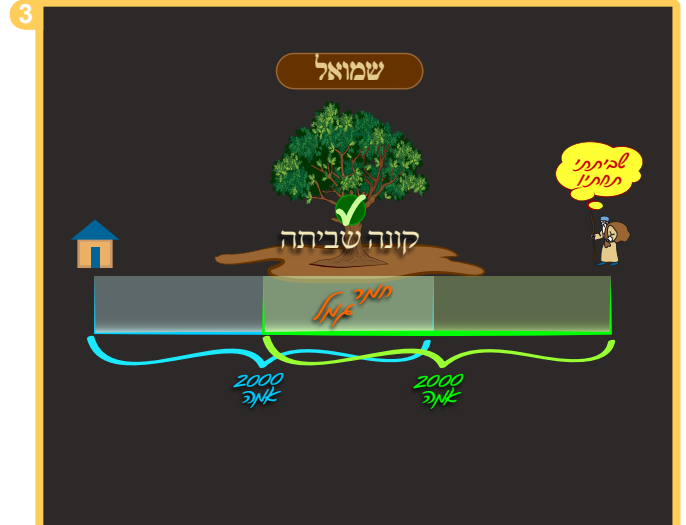 3
שמואל
שביתתי
תחתיו
קונה שביתה
חמר
גמל
2000
אמה
2000
אמה